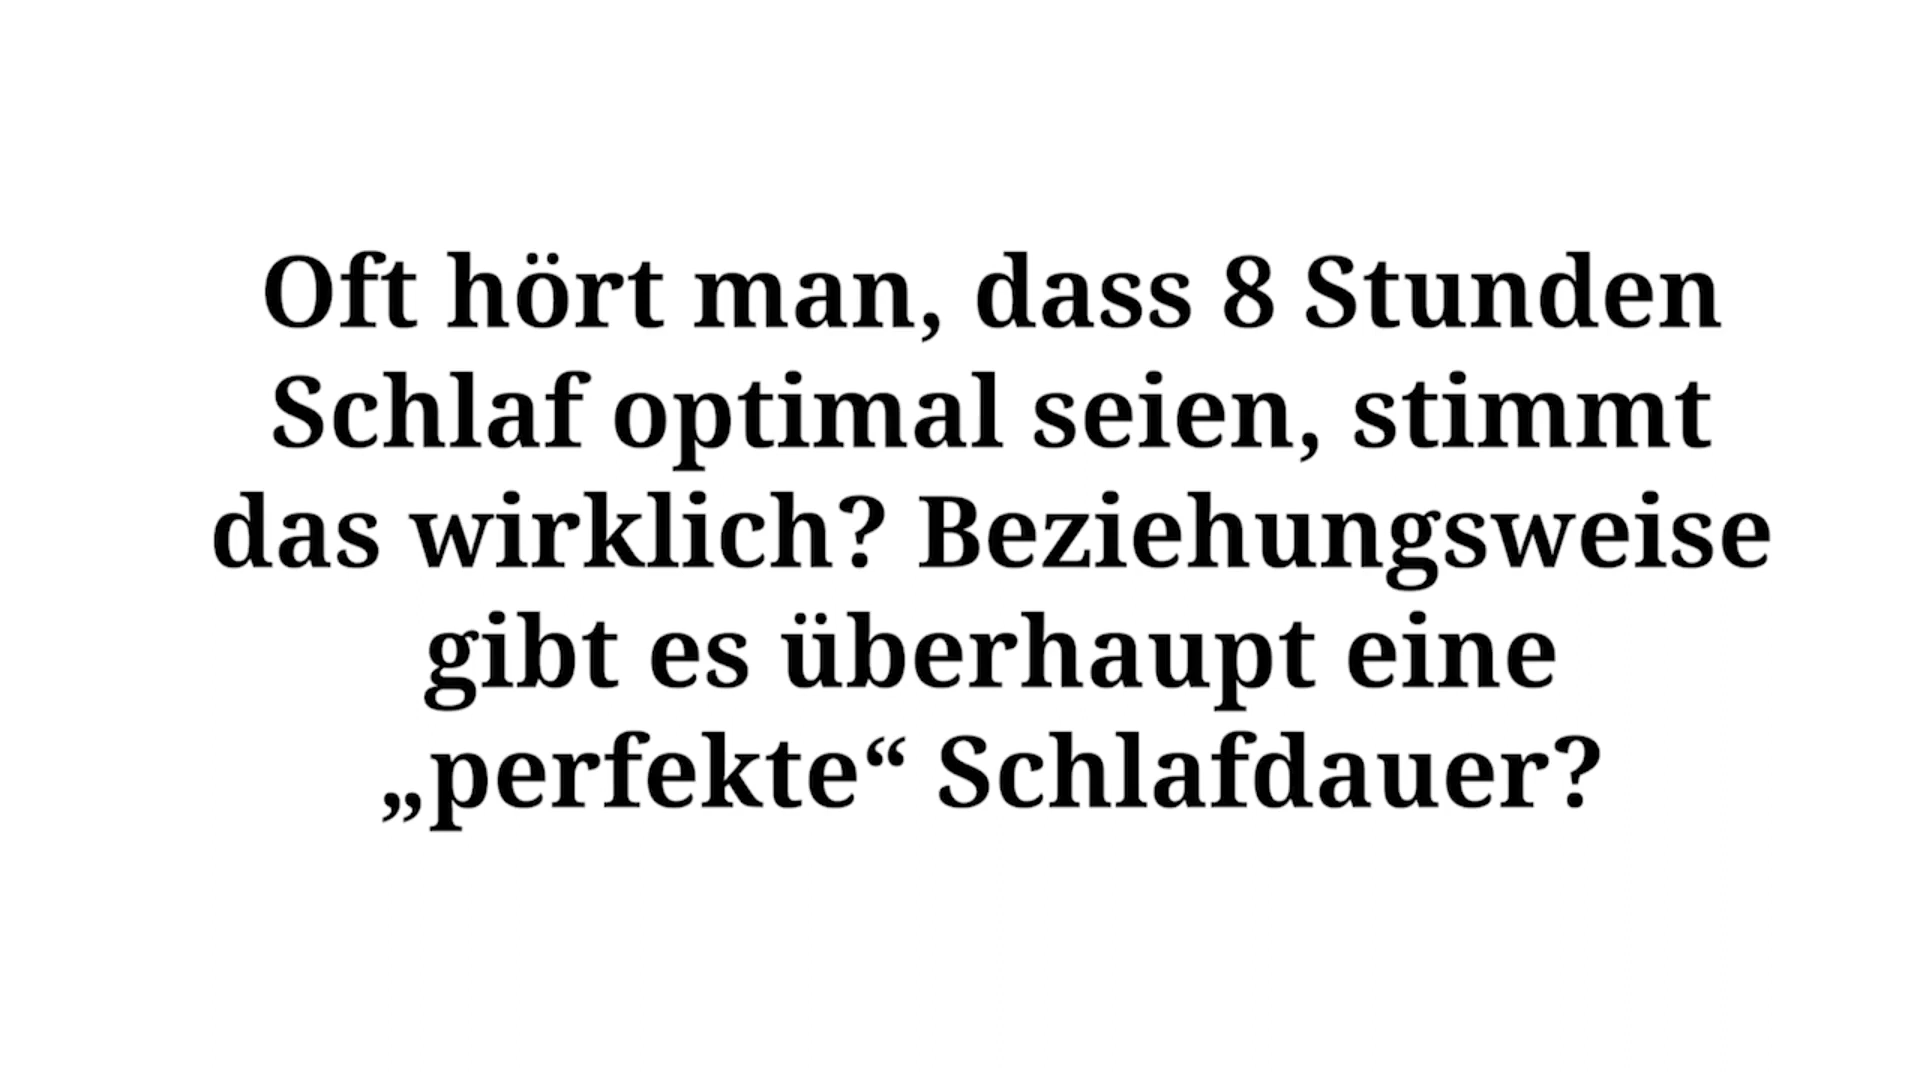 Oft hört man, dass 8 Stunden
Schlaf optimal seien, stimmt
das wirklich? Beziehungsweise
gibt es überhaupt eine
„perfekte“ Schlafdauer?